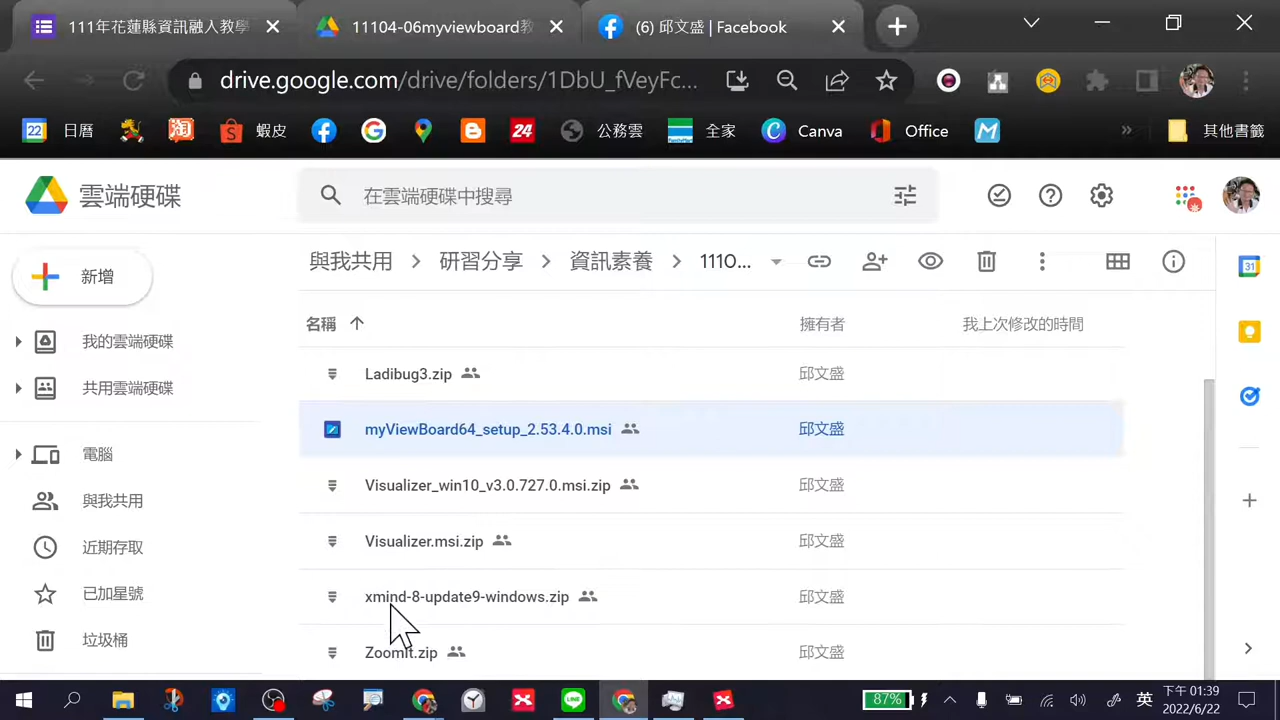 111年花蓮縣資訊融入教學
11104-06myviewboard教
(6) 邱文盛 | Facebook
drive.google.com/drive/folders/1DbU_fVeyFc...
22 日曆
淘
蝦皮
24
公務雲
全家
Canva
Office
M
其他書籤
雲端硬碟
在雲端硬碟中搜尋
新增
與我共用
研習分享
資訊素養
1110...
我的雲端硬碟
共用雲端硬碟
電腦
與我共用
近期存取
已加星號
垃圾桶
名稱
擁有者
我上次修改的時間
Ladibug3.zip
邱文盛
myViewBoard64_setup_2.53.4.0.msi
邱文盛
Visualizer_win10_v3.0.727.0.msi.zip
邱文盛
Visualizer.msi.zip
邱文盛
xmind-8-update9-windows.zip
邱文盛
ZoomIt.zip
邱文盛
31
87%
英
下午 01:39
2022/6/22